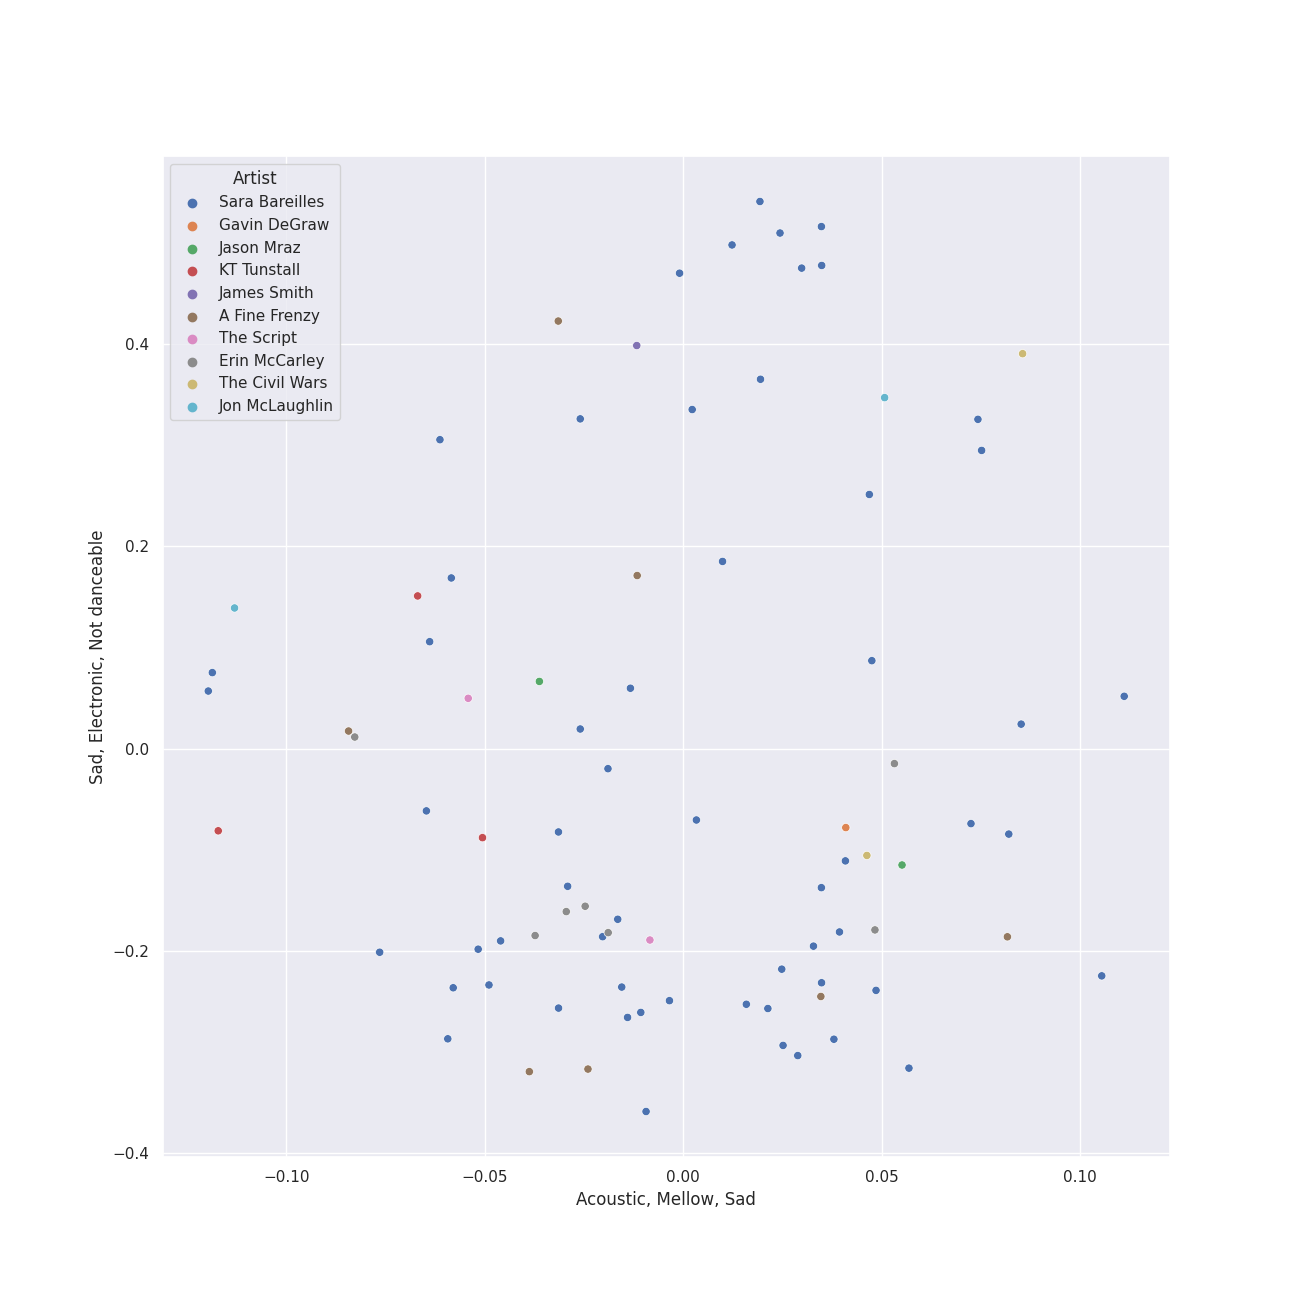 Artist
Sara Bareilles
Gavin DeGraw
Jason Mraz
KT Tunstall
James Smith
A Fine Frenzy
The Script
Erin McCarley
The Civil Wars
Jon McLaughlin
0.4
0.2
0.0
−0.2
−0.4
Sad, Electronic, Not danceable
−0.10
−0.05
0.00
0.05
0.10
Acoustic, Mellow, Sad